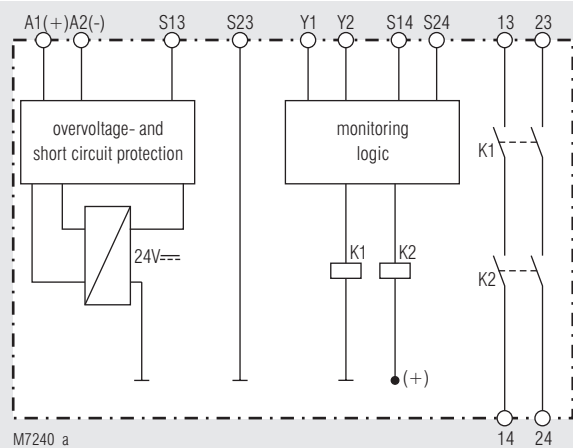 A1(+) A2(-) S13 S23 Y1 Y2 S14 S24 13 23
overvoltage- and
short circuit protection
monitoring
logic
K1
24V
K1 K2
K2
(+)
M7240 a
14 24